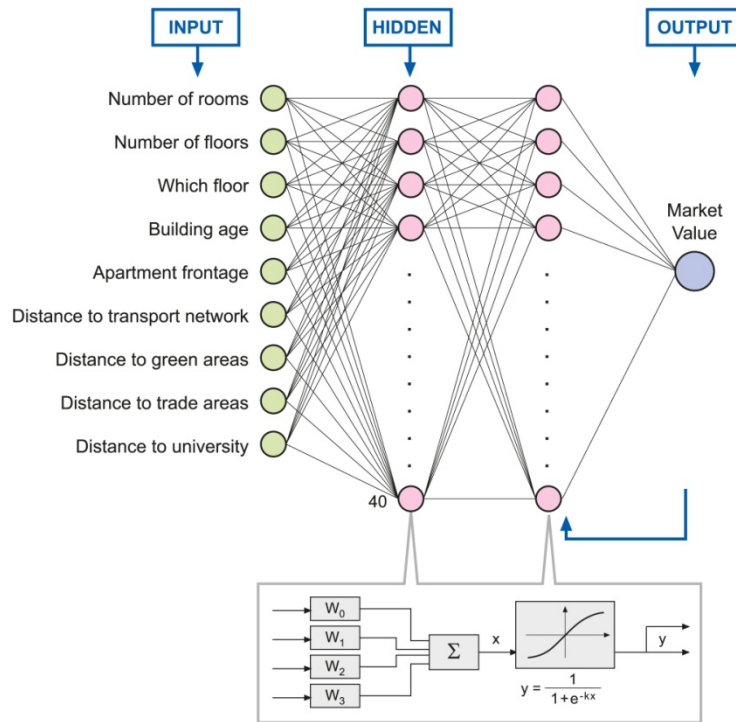 INPUT
HIDDEN
OUTPUT
Number of rooms
Number of floors
Which floor
Building age
Apartment frontage
Distance to transport network
Distance to green areas
Distance to trade areas
Distance to university
Market
Value
40
W₀
W₁
W₂
W₃
Σ
x
y
y = 1 / 1+e^-kx